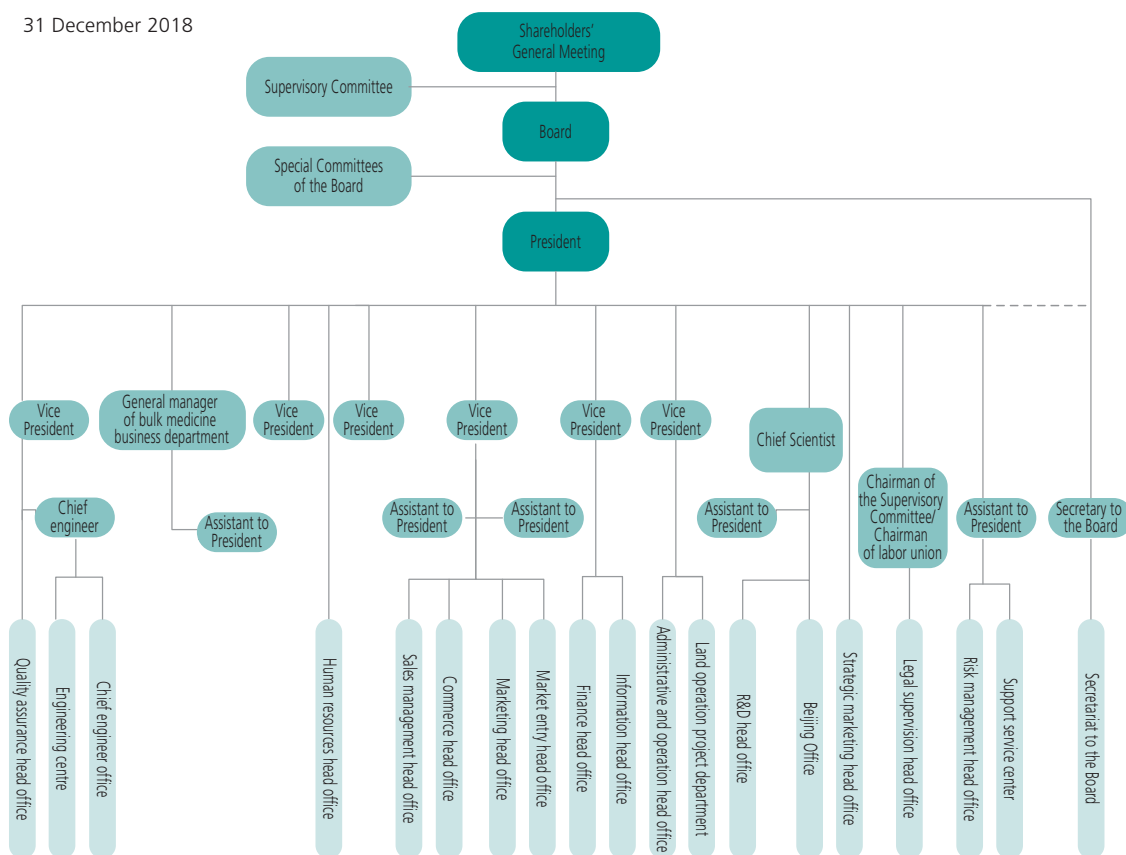 31 December 2018
Shareholders'
General Meeting
Supervisory Committee
Board
Special Committees
of the Board
President
Vice
President
General manager
of bulk medicine
business department
Vice
President
Vice
President
Vice
President
Vice
President
Vice
President
Chief Scientist
Chief
engineer
Assistant to
President
Assistant to
President
Assistant to
President
Assistant to
President
Chairman of
the Supervisory
Committee/
Chairman
of labor union
Assistant to
President
Secretary to
the Board
Quality assurance head office
Engineering centre
Chief engineer office
Human resources head office
Sales management head office
Commerce head office
Marketing head office
Market entry head office
Finance head office
Information head office
Administrative and operation head office
Land operation project department
R&D head office
Beijing Office
Strategic marketing head office
Legal supervision head office
Risk management head office
Support service center
Secretariat to the Board